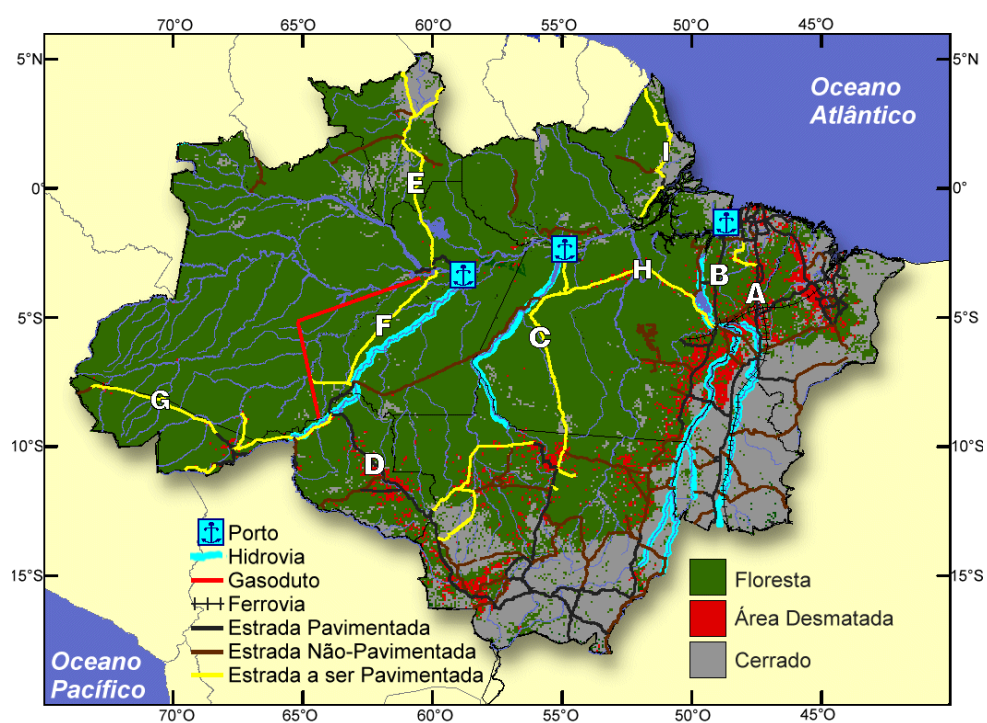 70°O 65°O 60°O 55°O 50°O 45°O
5°N 5°N
Oceano
Atlântico
I
E
0° 0°
H B
A
F
C
5°S 5°S
G
10°S 10°S
D
Porto
Hidrovia
Gasoduto
Ferrovia
Estrada Pavimentada
Estrada Não-Pavimentada
Estrada a ser Pavimentada
15°S 15°S
Floresta
Área Desmatada
Cerrado
Oceano
Pacífico
70°O 65°O 60°O 55°O 50°O 45°O